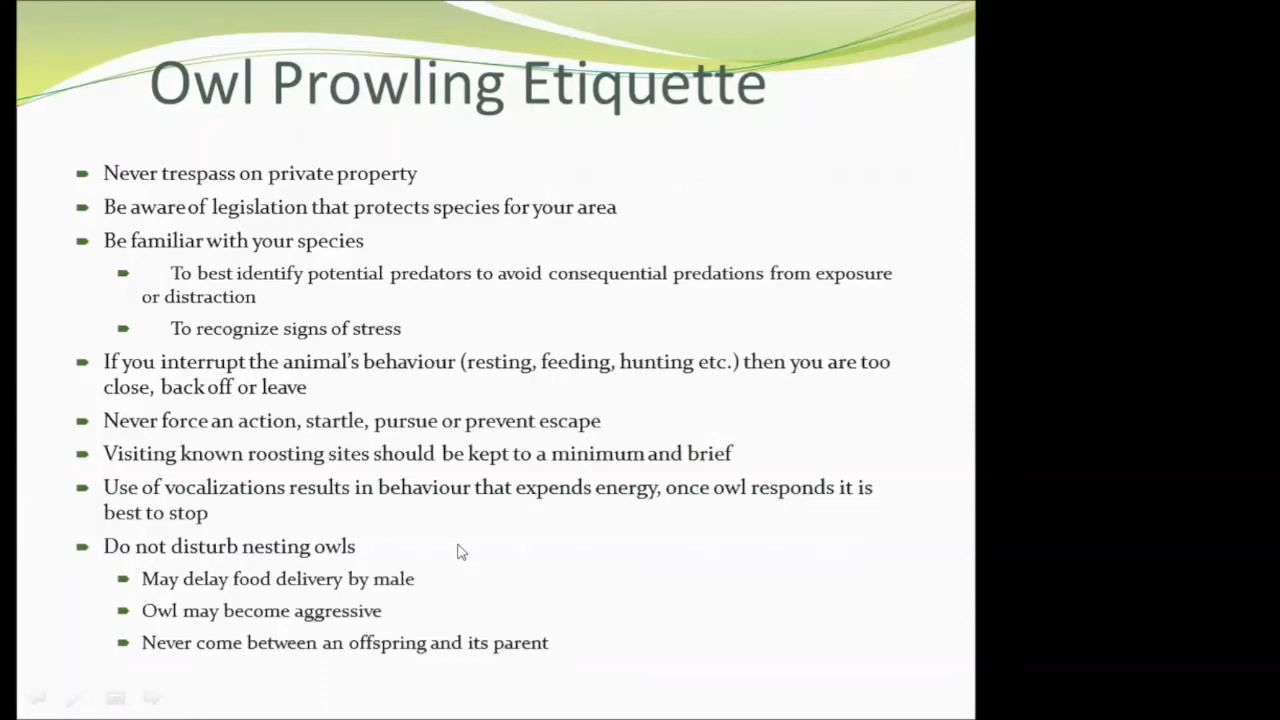 Owl Prowling Etiquette
Never trespass on private property
Be aware of legislation that protects species for your area
Be familiar with your species
To best identify potential predators to avoid consequential predations from exposure
or distraction
To recognize signs of stress
If you interrupt the animal's behaviour (resting, feeding, hunting etc.) then you are too
close, back off or leave
Never force an action, startle, pursue or prevent escape
Visiting known roosting sites should be kept to a minimum and brief
Use of vocalizations results in behaviour that expends energy, once owl responds it is
best to stop
Do not disturb nesting owls
May delay food delivery by male
Owl may become aggressive
Never come between an offspring and its parent